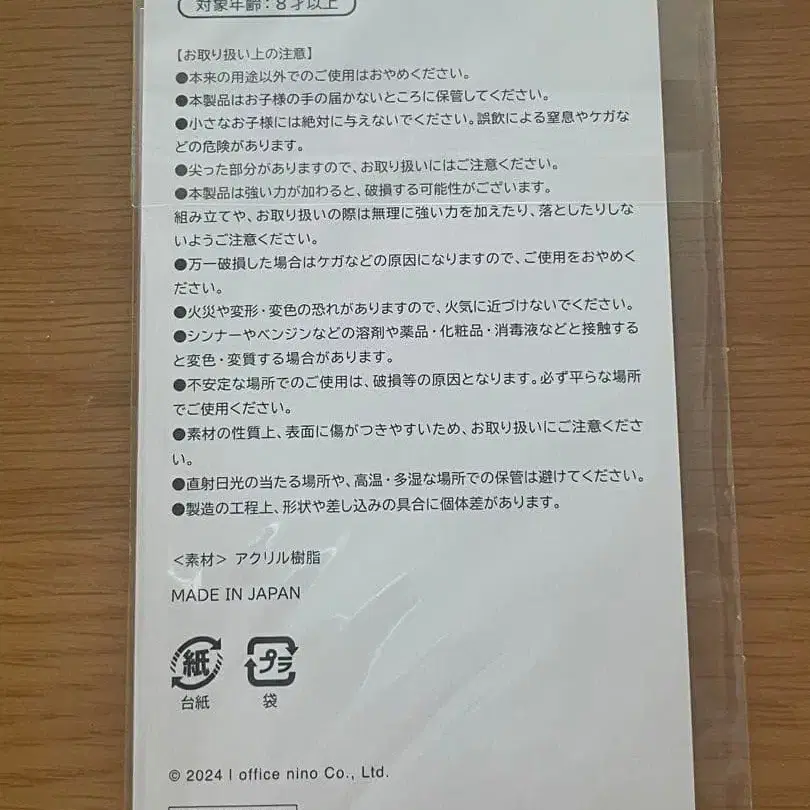 対象年齢：8才以上
【お取り扱い上の注意】
●本来の用途以外でのご使用はおやめください。
●本製品はお子様の手の届かないところに保管してください。
●小さなお子様には絶対に与えないでください。誤飲による窒息やケガな
どの危険があります。
●尖った部分がありますので、お取り扱いにはご注意ください。
●本製品は強い力が加わると、破損する可能性がございます。
組み立てや、お取り扱いの際は無理に強い力を加えたり、落としたりしな
いようご注意ください。
●万一破損した場合はケガなどの原因になりますので、ご使用をおやめく
ださい。
●火災や変形・変色の恐れがありますので、火気に近づけないでください。
●シンナーやベンジンなどの溶剤や薬品・化粧品・消毒液などと接触する
と変色・変質する場合があります。
●不安定な場所でのご使用は、破損等の原因となります。必ず平らな場所
でご使用ください。
●素材の性質上、表面に傷がつきやすいため、お取り扱いにご注意くださ
い。
●直射日光の当たる場所や、高温・多湿な場所での保管は避けてください。
●製造の工程上、形状や差し込みの具合に個体差があります。
＜素材＞ アクリル樹脂
MADE IN JAPAN
紙 プラ
台紙 袋
© 2024 I office nino Co., Ltd.